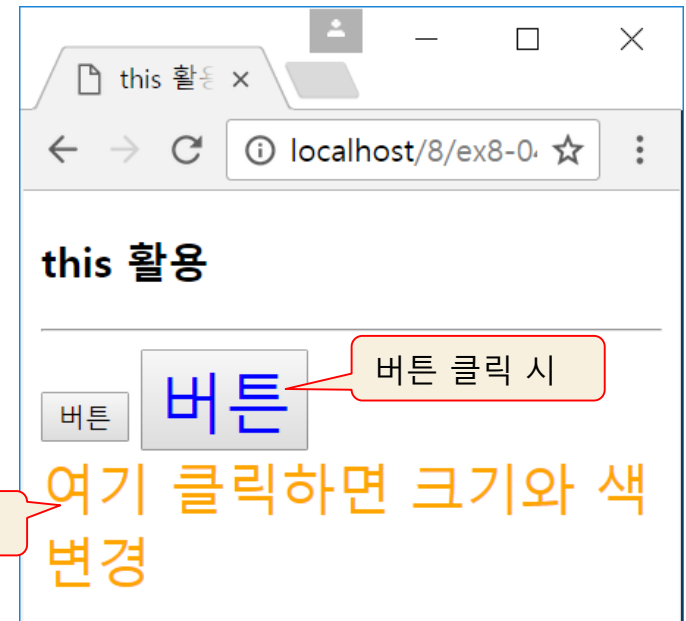 this 활용
localhost/8/ex8-04
this 활용
버튼
버튼
버튼 클릭 시
여기 클릭하면 크기와 색
변경